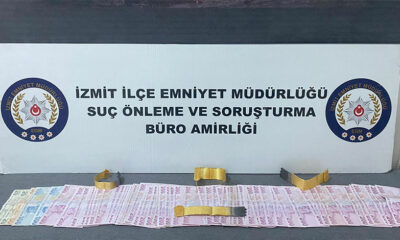 İZMİT İLÇE EMNİYET MÜDÜRLÜĞÜ
SUÇ ÖNLEME VE SORUŞTURMA
BÜRO AMİRLİĞİ